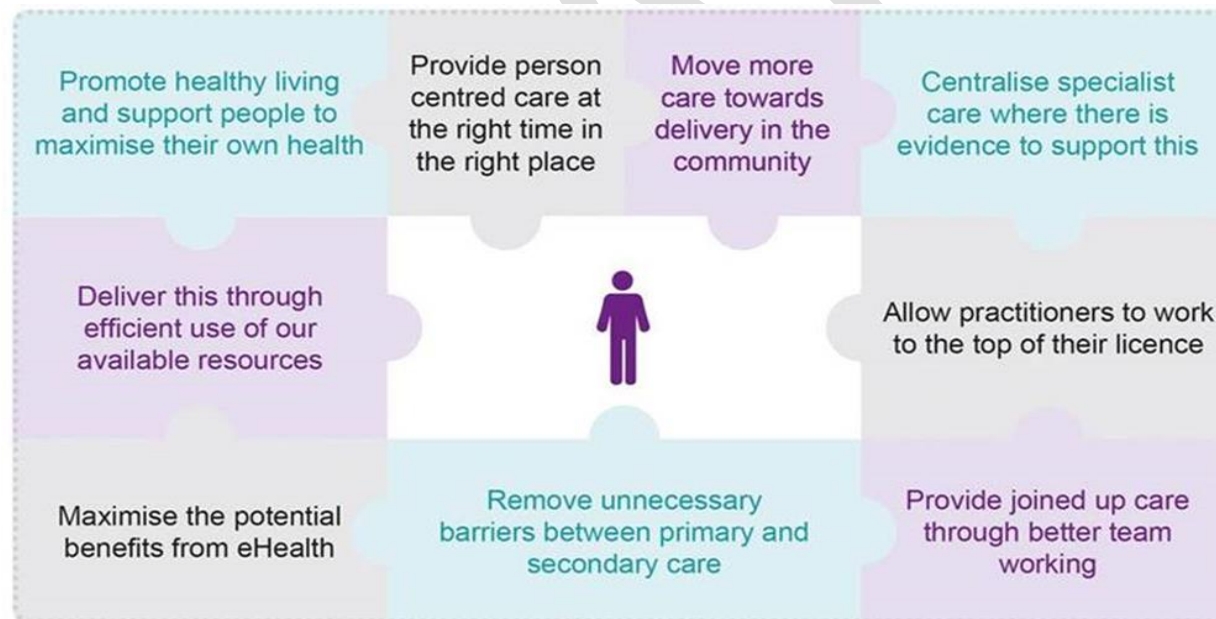 Promote healthy living
and support people to
maximise their own health
Provide person
centred care at
the right time in
the right place
Move more
care towards
delivery in the
community
Centralise specialist
care where there is
evidence to support this
Deliver this through
efficient use of our
available resources
Allow practitioners to work
to the top of their licence
Maximise the potential
benefits from eHealth
Remove unnecessary
barriers between primary and
secondary care
Provide joined up care
through better team
working